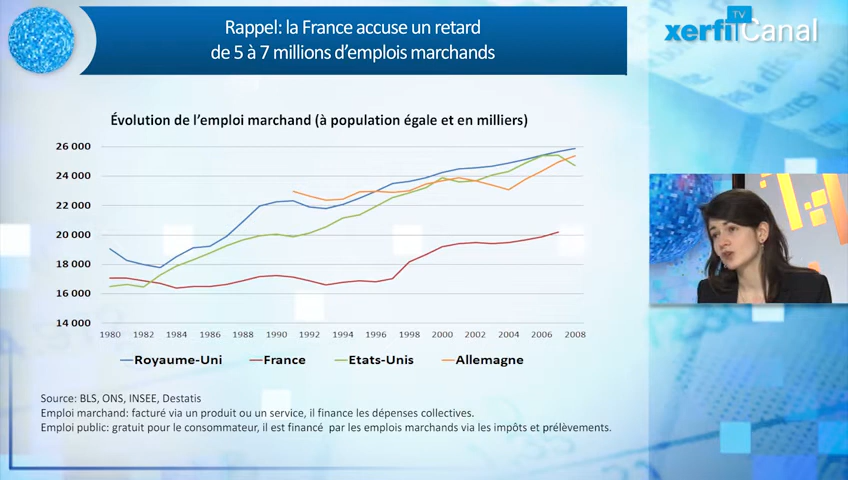 Rappel: la France accuse un retard
de 5 à 7 millions d'emplois marchands
TV
xerfi Canal
Évolution de l'emploi marchand (à population égale et en milliers)
26 000
24 000
22 000
20 000
18 000
16 000
14 000
1980 1982 1984 1986 1988 1990 1992 1994 1996 1998 2000 2002 2004 2006 2008
Royaume-Uni France Etats-Unis Allemagne
Source: BLS, ONS, INSEE, Destatis
Emploi marchand: facturé via un produit ou un service, il finance les dépenses collectives.
Emploi public: gratuit pour le consommateur, il est financé par les emplois marchands via les impôts et prélèvements.